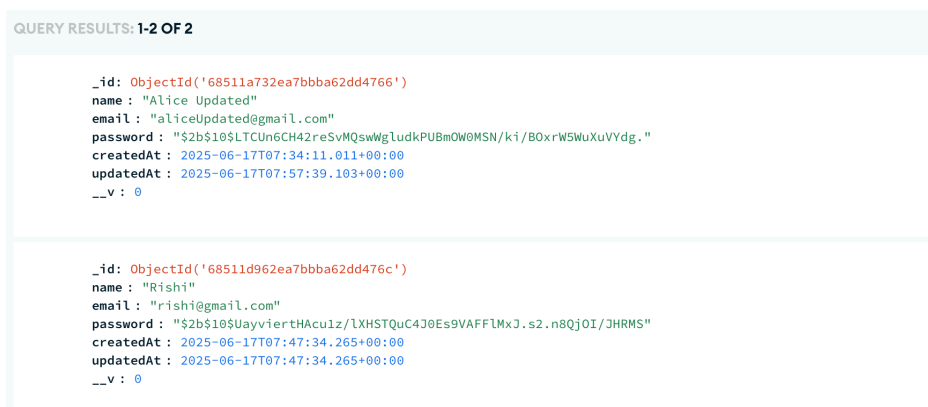 QUERY RESULTS: 1-2 OF 2
_id: ObjectId('68511a732ea7bbba62dd4766')
name : "Alice Updated"
email : "aliceUpdated@gmail.com"
password : "$2b$10$LTCUn6CH42reSvMQswWgludkPUBmOW0MSN/ki/BOxrW5WuXuVYdg."
createdAt : 2025-06-17T07:34:11.011+00:00
updatedAt : 2025-06-17T07:57:39.103+00:00
__v : 0
_id: ObjectId('68511d962ea7bbba62dd476c')
name : "Rishi"
email : "rishi@gmail.com"
password : "$2b$10$UayviertHAcu1z/lXHSTQuC4J0Es9VAFFlMxJ.s2.n8QjOI/JHRMS"
createdAt : 2025-06-17T07:47:34.265+00:00
updatedAt : 2025-06-17T07:47:34.265+00:00
__v : 0